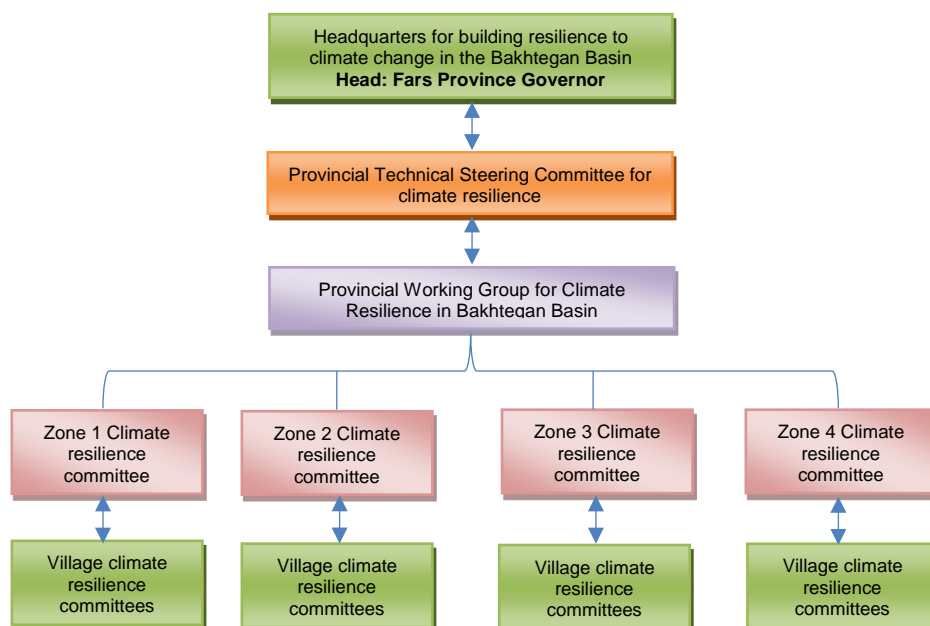 Headquarters for building resilience to
climate change in the Bakhtegan Basin
Head: Fars Province Governor
Provincial Technical Steering Committee for
climate resilience
Provincial Working Group for Climate
Resilience in Bakhtegan Basin
Zone 1 Climate
resilience
committee
Zone 2 Climate
resilience
committee
Zone 3 Climate
resilience
committee
Zone 4 Climate
resilience
committee
Village climate
resilience
committees
Village climate
resilience
committees
Village climate
resilience
committees
Village climate
resilience
committees